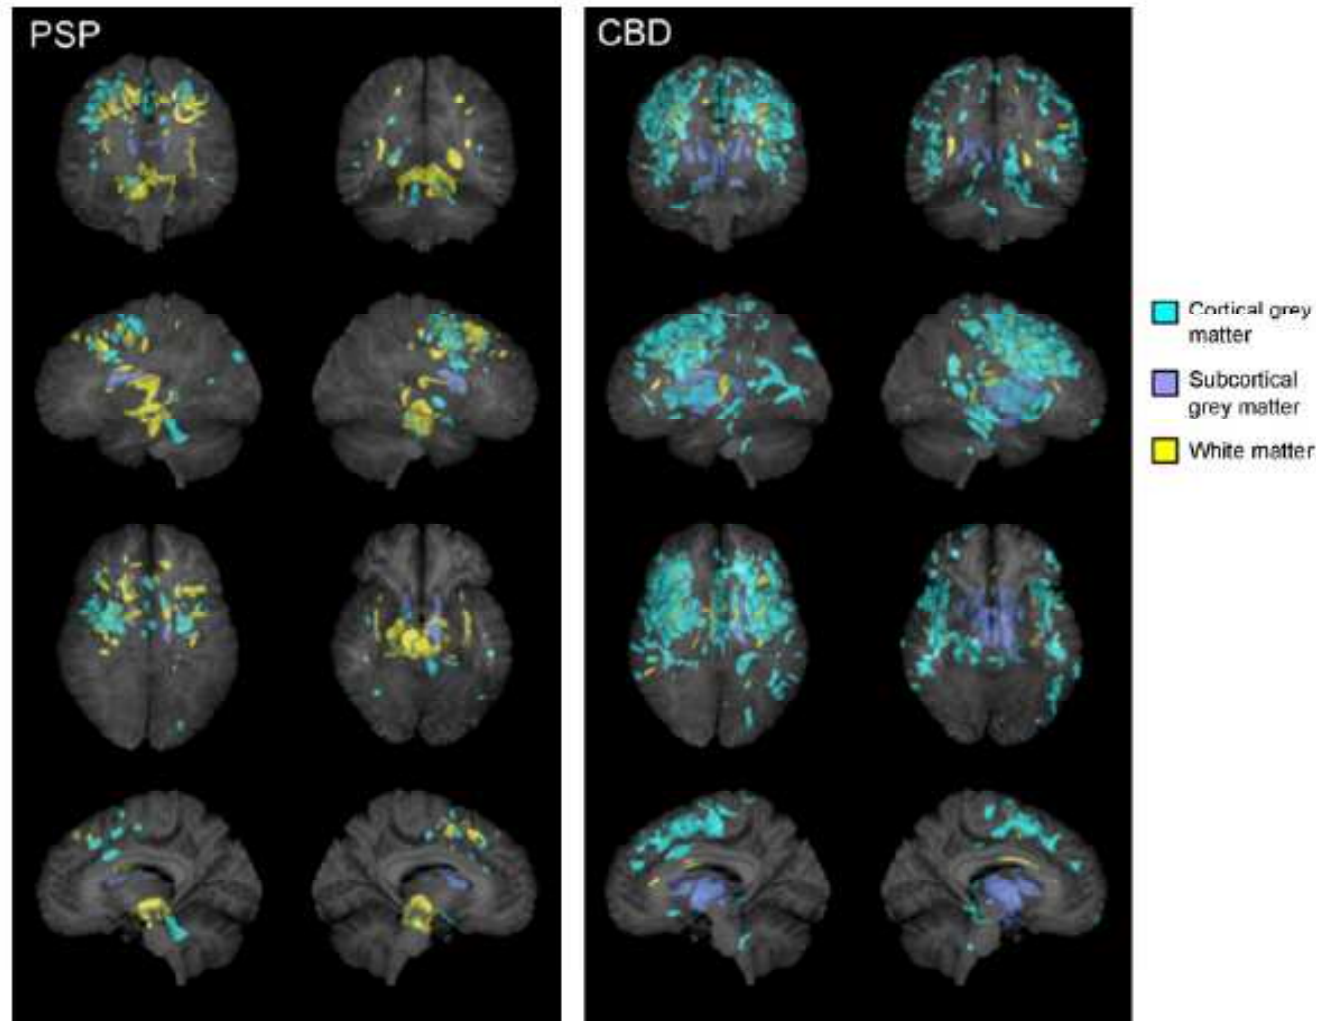 PSP
CBD
Cortical grey
matter
Subcortical
grey matter
White matter